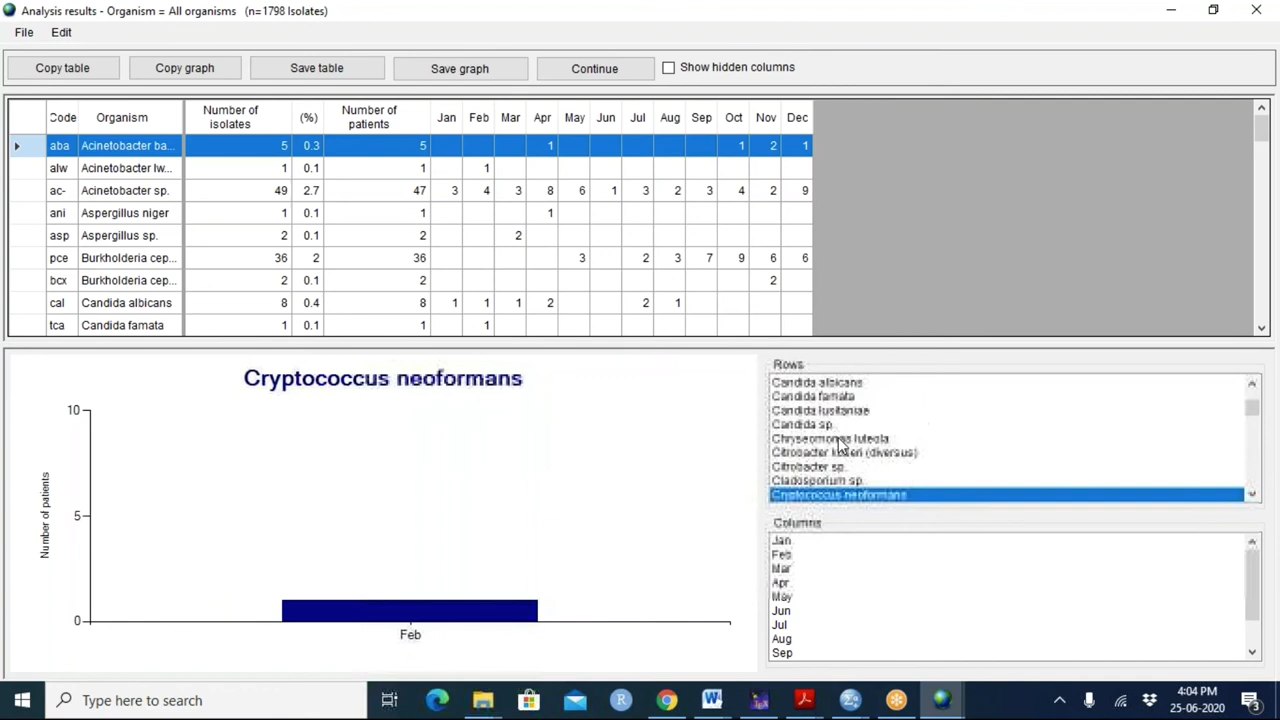 Analysis results - Organism = All organisms (n=1798 Isolates)
File Edit
Copy table Copy graph Save table Save graph Continue Show hidden columns
Code Organism Number of isolates (%) Number of patients Jan Feb Mar Apr May Jun Jul Aug Sep Oct Nov Dec
aba Acinetobacter ba... 5 0.3 5 1 1 2 1
alw Acinetobacter lw... 1 0.1 1 1
ac- Acinetobacter sp. 49 2.7 47 3 4 3 8 6 1 3 2 3 4 2 9
ani Aspergillus niger 1 0.1 1 1
asp Aspergillus sp. 2 0.1 2 2
pce Burkholderia cep... 36 2 36 3 2 3 7 9 6 6
bcx Burkholderia cep... 2 0.1 2 2
cal Candida albicans 8 0.4 8 1 1 1 2 2 1
tca Candida famata 1 0.1 1 1
Cryptococcus neoformans
10
5
0
Number of patients
Feb
Rows
Candida albicans
Candida famata
Candida lusitaniae
Candida sp.
Chryseomonas luteola
Citrobacter koseri (diversus)
Citrobacter sp.
Cladosporium sp.
Cryptococcus neoformans
Columns
Jan
Feb
Mar
Apr
May
Jun
Jul
Aug
Sep
Type here to search
4:04 PM
25-06-2020
3